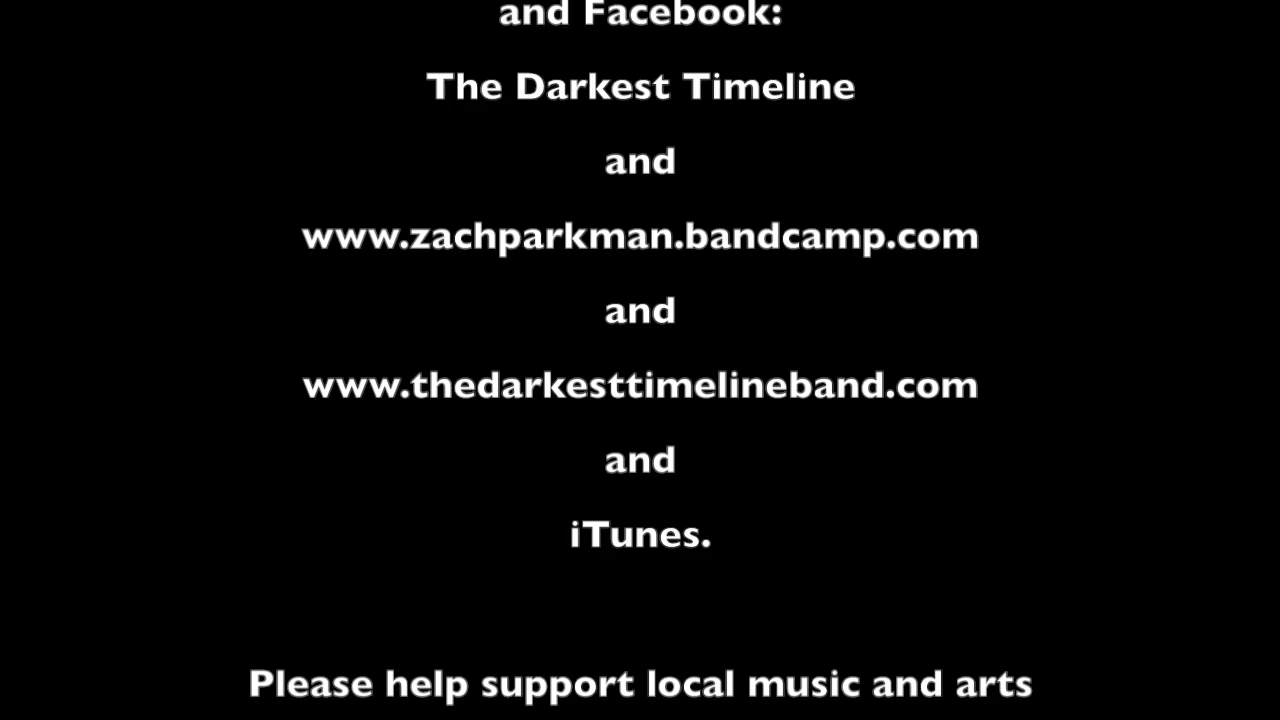 and Facebook:
The Darkest Timeline
and
www.zachparkman.bandcamp.com
and
www.thedarkesttimelineband.com
and
iTunes.
Please help support local music and arts